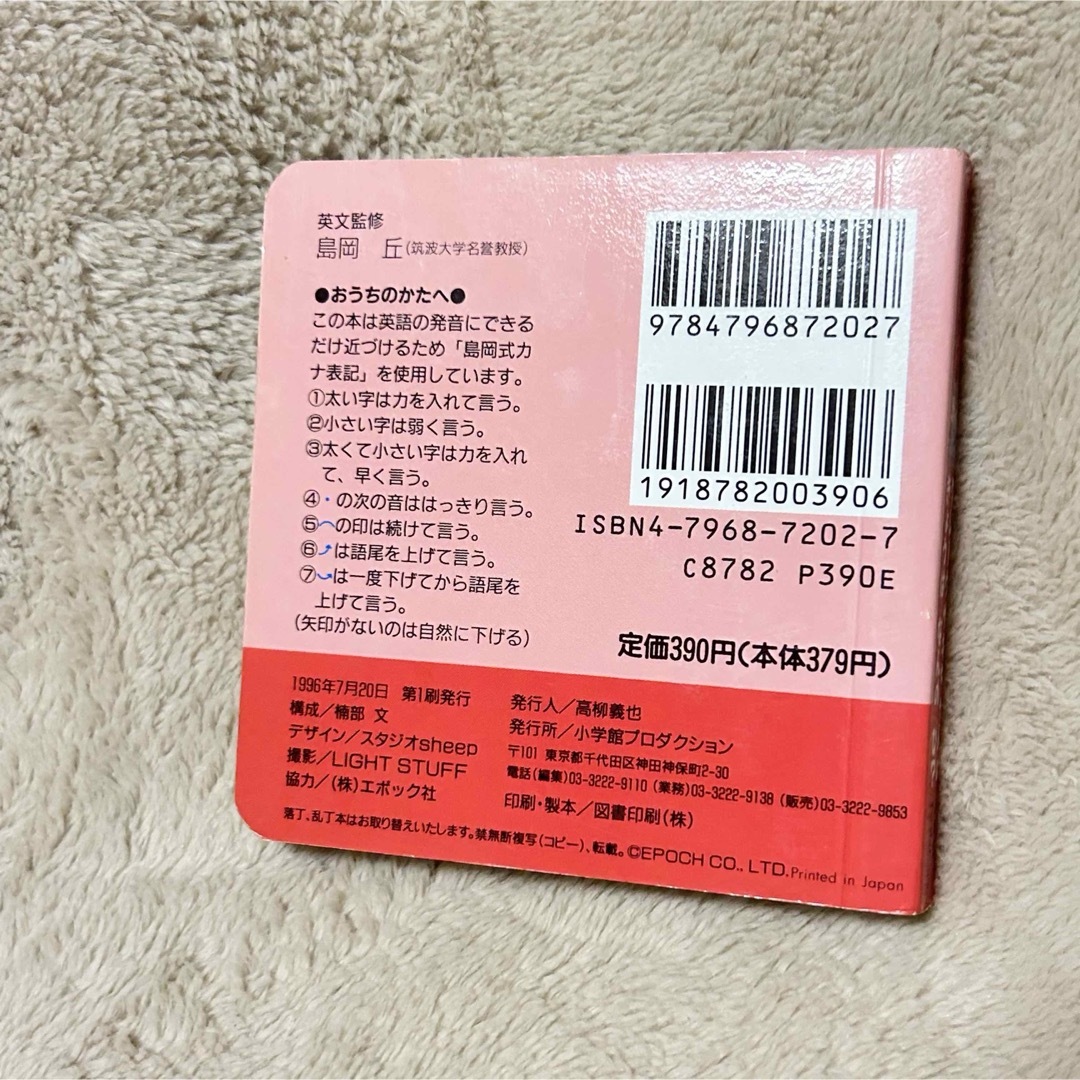 英文監修
島岡 丘(筑波大学名誉教授)
●おうちのかたへ●
この本は英語の発音にできる
だけ近づけるため「島岡式カ
ナ表記」を使用しています。
①太い字は力を入れて言う。
②小さい字は弱く言う。
③太くて小さい字は力を入れ
て、早く言う。
④・の次の音ははっきり言う。
⑤⌒の印は続けて言う。
⑥⤴は語尾を上げて言う。
⑦⤻は一度下げてから語尾を
上げて言う。
(矢印がないのは自然に下げる)
9784796872027
1918782003906
ISBN4-7968-7202-7
C8782 P390E
定価390円(本体379円)
1996年7月20日 第1刷発行
構成/楠部 文
デザイン/スタジオsheep
撮影/LIGHT STUFF
協力/(株)エポック社
発行人/高柳義也
発行所/小学館プロダクション
〒101 東京都千代田区神田神保町2-30
電話(編集)03-3222-9110 (業務)03-3222-9138 (販売)03-3222-9853
印刷・製本/図書印刷(株)
落丁、乱丁本はお取り替えいたします。禁無断複写(コピー)、転載。©EPOCH CO., LTD. Printed in Japan